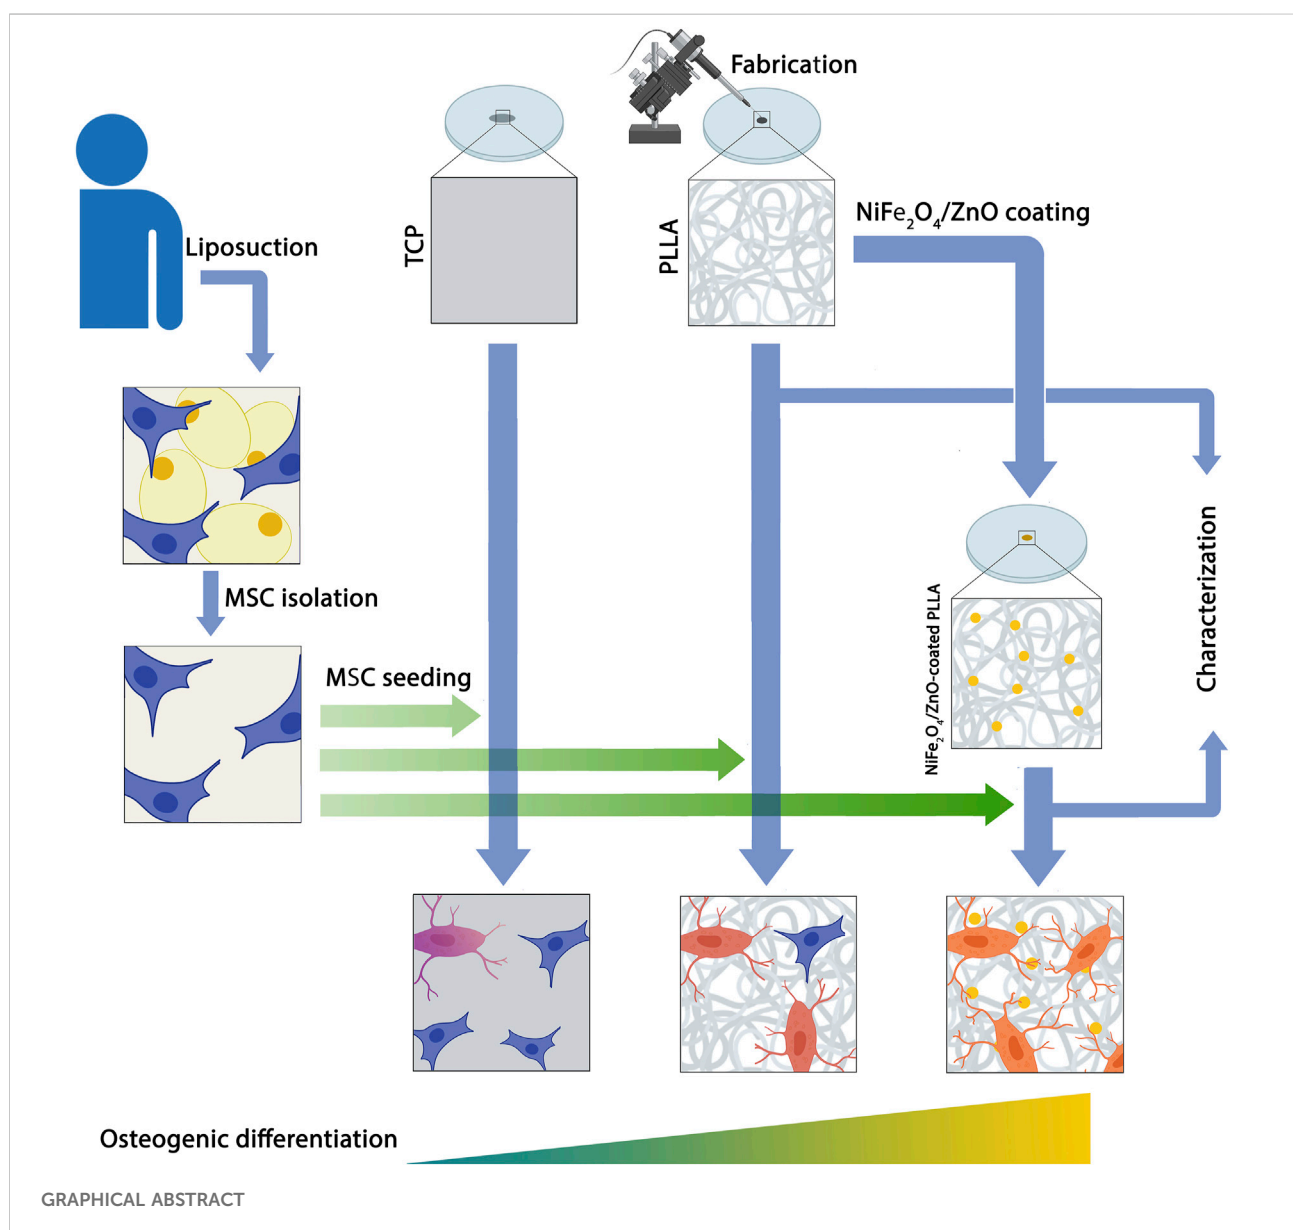 Fabrication
Liposuction
TCP
PLLA
NiFe₂O₄/ZnO coating
MSC isolation
MSC seeding
NiFe₂O₄/ZnO-coated PLLA
Characterization
Osteogenic differentiation
GRAPHICAL ABSTRACT